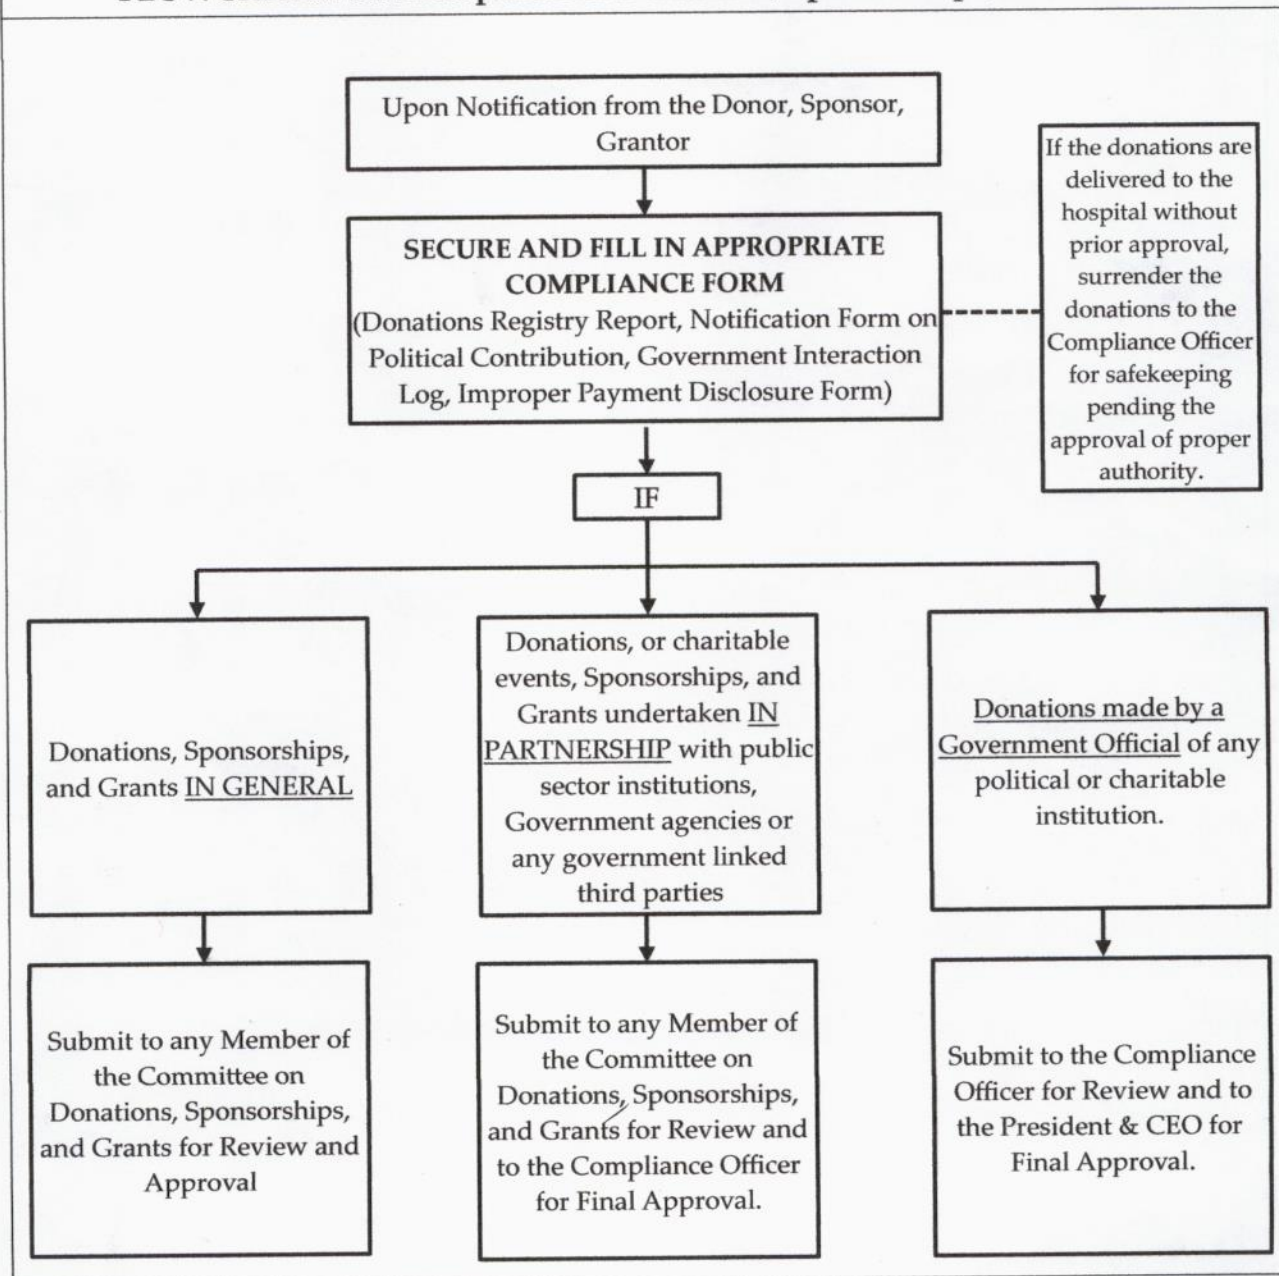 Upon Notification from the Donor, Sponsor,
Grantor
If the donations are
delivered to the
hospital without
prior approval,
surrender the
donations to the
Compliance Officer
for safekeeping
pending the
approval of proper
authority.
SECURE AND FILL IN APPROPRIATE
COMPLIANCE FORM
(Donations Registry Report, Notification Form on
Political Contribution, Government Interaction
Log, Improper Payment Disclosure Form)
IF
Donations, Sponsorships,
and Grants IN GENERAL
Donations, or charitable
events, Sponsorships, and
Grants undertaken IN
PARTNERSHIP with public
sector institutions,
Government agencies or
any government linked
third parties
Donations made by a
Government Official of any
political or charitable
institution.
Submit to any Member of
the Committee on
Donations, Sponsorships,
and Grants for Review and
Approval
Submit to any Member of
the Committee on
Donations, Sponsorships,
and Grants for Review and
to the Compliance Officer
for Final Approval.
Submit to the Compliance
Officer for Review and to
the President & CEO for
Final Approval.